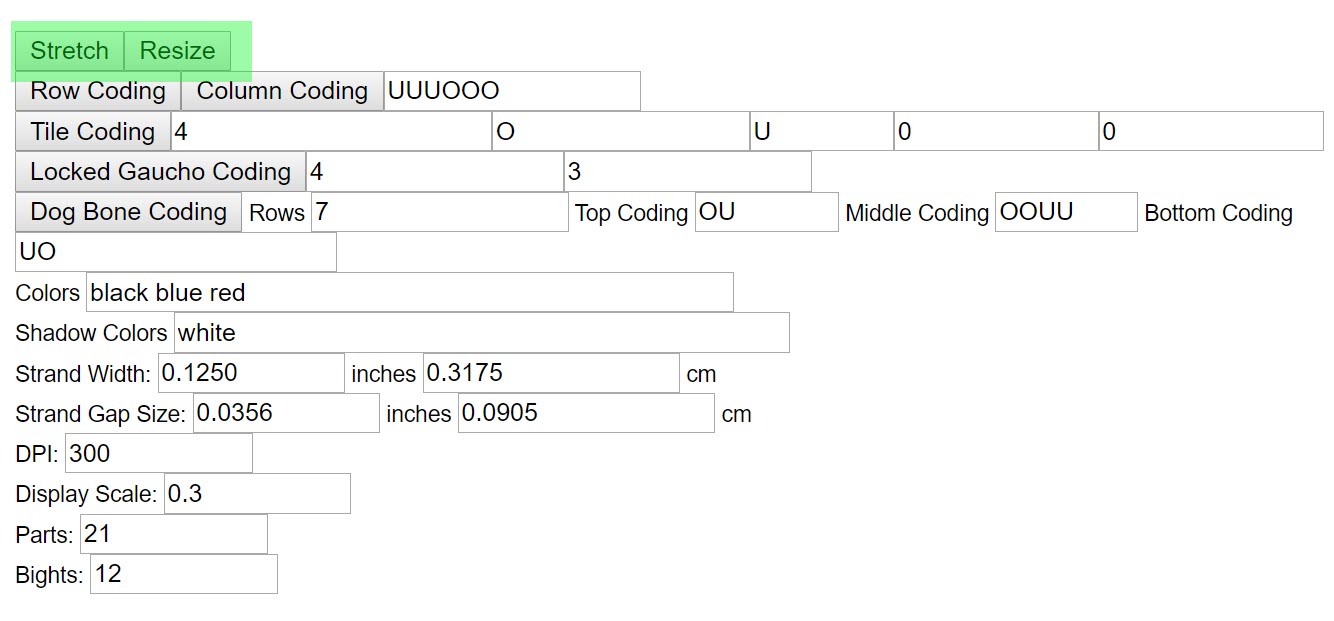 Stretch Resize
Row Coding Column Coding UUUOOO
Tile Coding 4 O U 0 0
Locked Gaucho Coding 4 3
Dog Bone Coding Rows 7 Top Coding OU Middle Coding OOUU Bottom Coding
UO
Colors black blue red
Shadow Colors white
Strand Width: 0.1250 inches 0.3175 cm
Strand Gap Size: 0.0356 inches 0.0905 cm
DPI: 300
Display Scale: 0.3
Parts: 21
Bights: 12